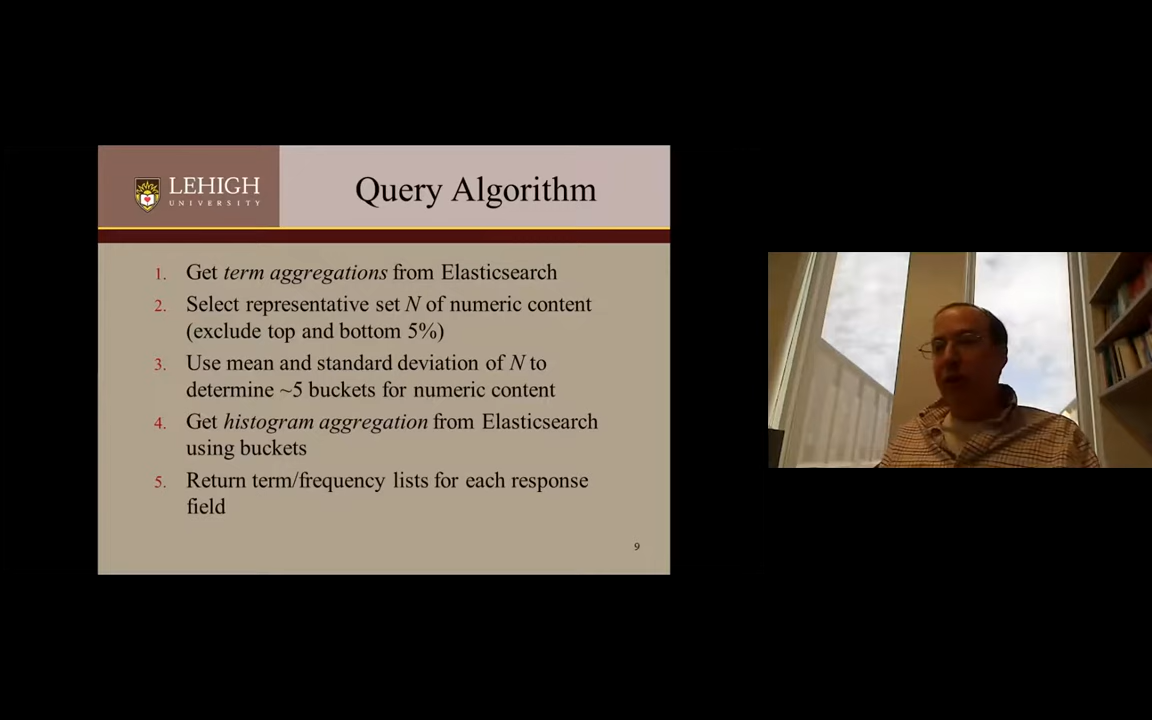 LEHIGH
UNIVERSITY
Query Algorithm
1. Get term aggregations from Elasticsearch
2. Select representative set N of numeric content
(exclude top and bottom 5%)
3. Use mean and standard deviation of N to
determine ~5 buckets for numeric content
4. Get histogram aggregation from Elasticsearch
using buckets
5. Return term/frequency lists for each response
field
9